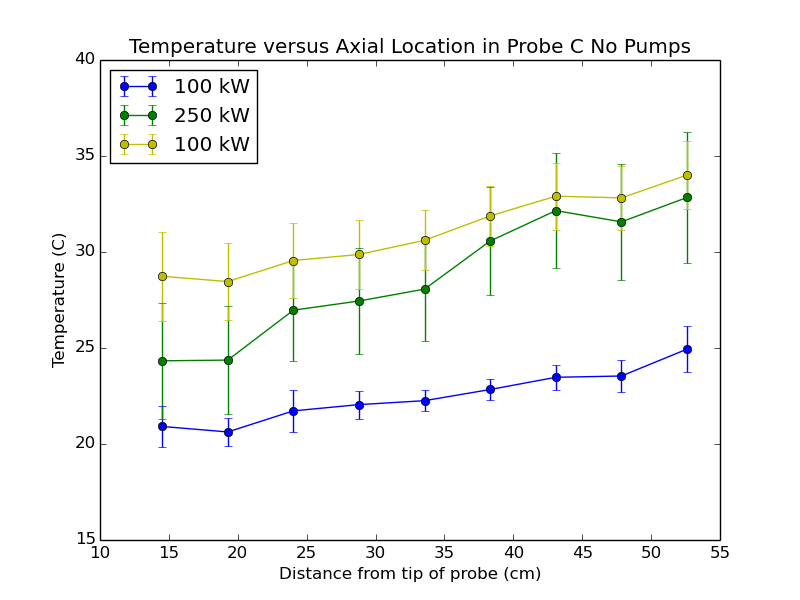 Temperature versus Axial Location in Probe C No Pumps
100 kW
250 kW
100 kW
40
35
30
25
20
15
Temperature (C)
10 15 20 25 30 35 40 45 50 55
Distance from tip of probe (cm)